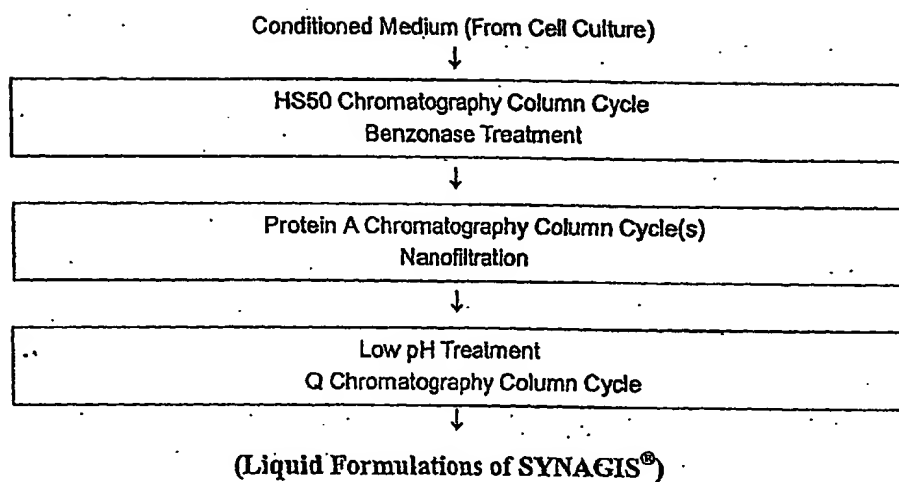 Conditioned Medium (From Cell Culture)
↓
HS50 Chromatography Column Cycle
Benzonase Treatment
↓
Protein A Chromatography Column Cycle(s)
Nanofiltration
↓
Low pH Treatment
Q Chromatography Column Cycle
↓
(Liquid Formulations of SYNAGIS®)